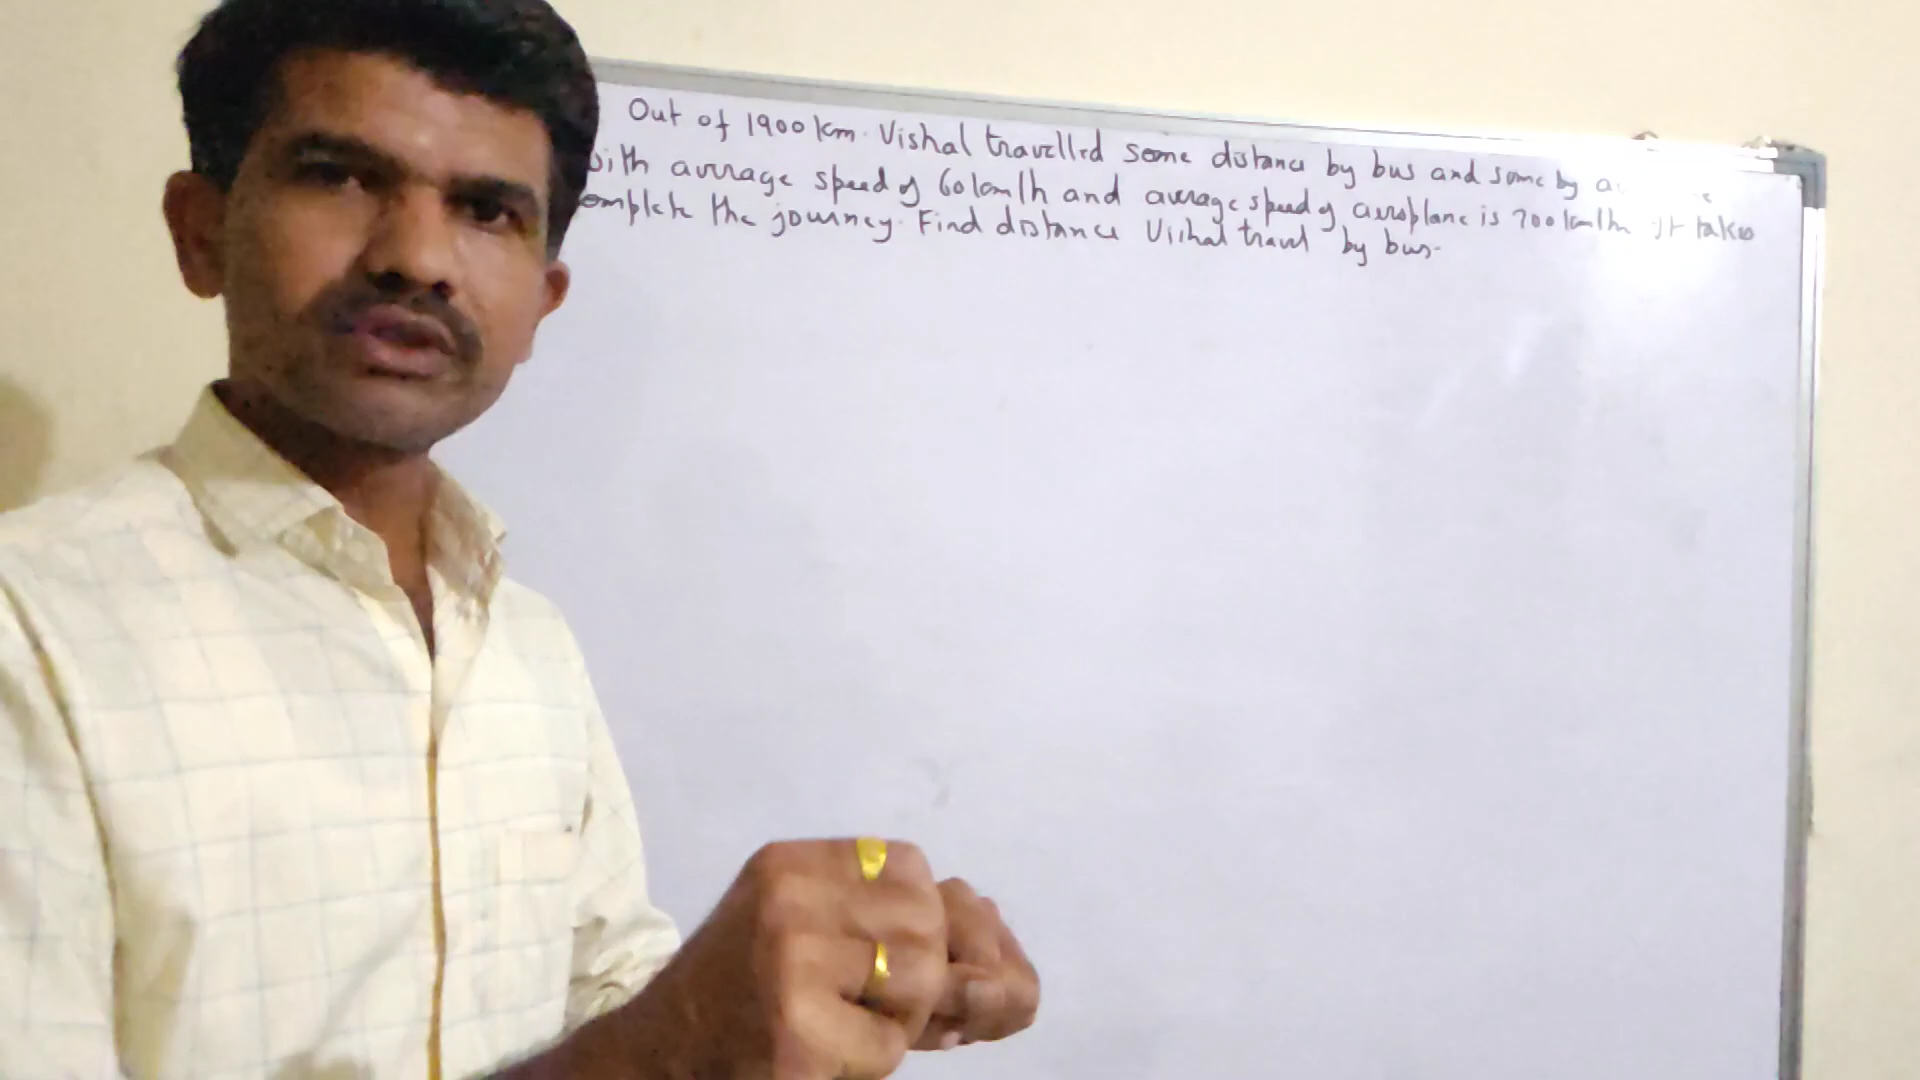 Out of 1900 km. Vishal travelled some distance by bus and some by
with average speed of 60 km/h and average speed of aeroplane is 700 km/h It takes
complete the journey. Find distance Vishal travel by bus.